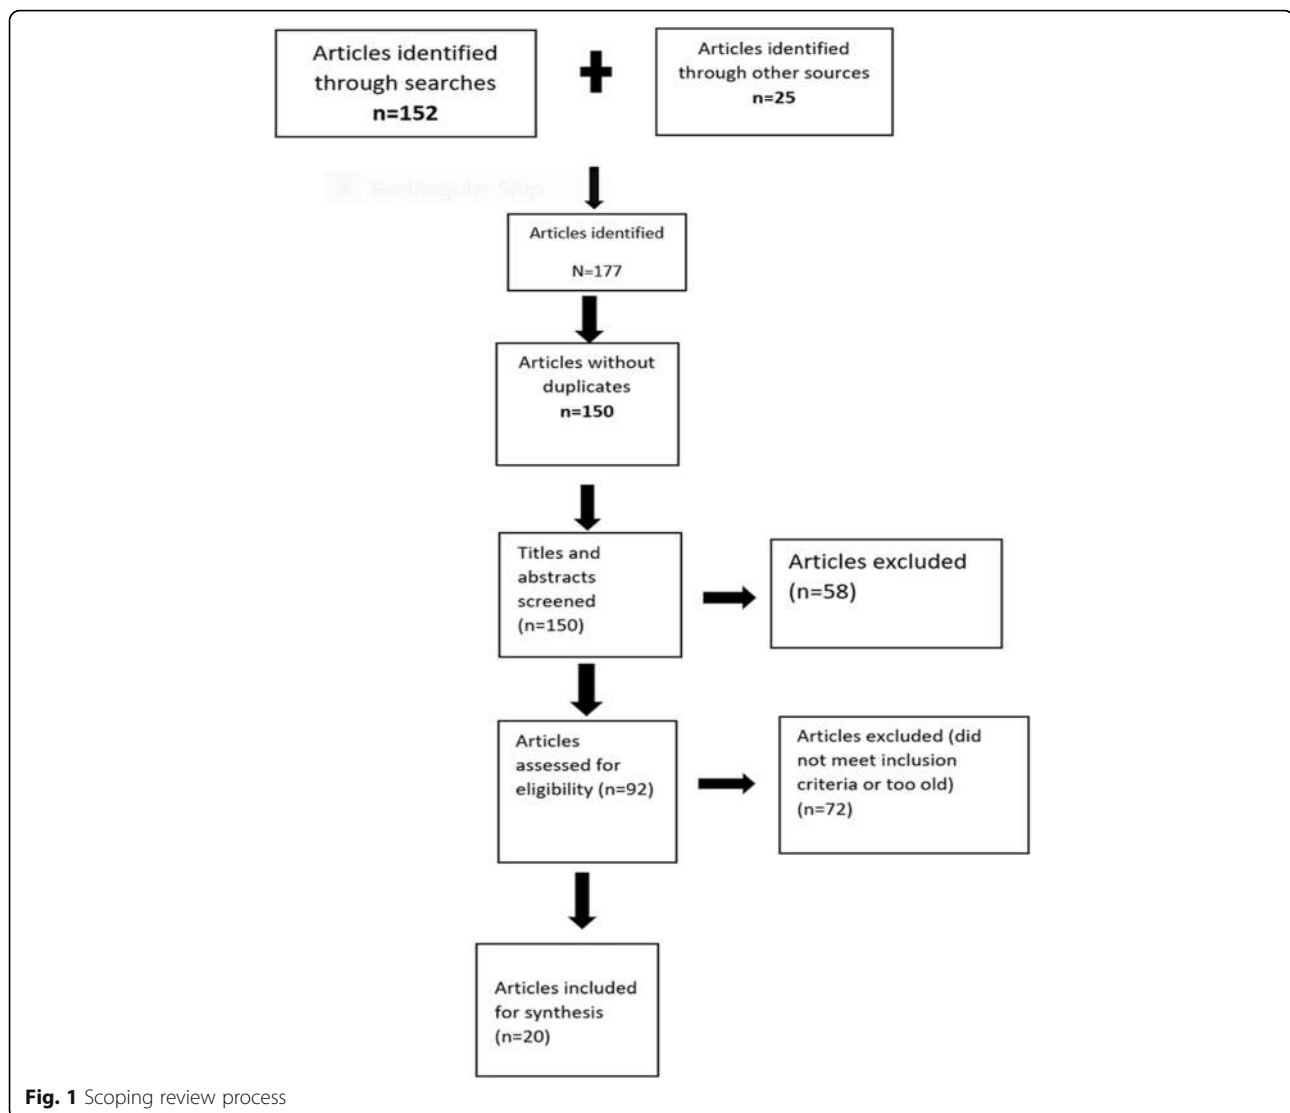 Articles identified
through searches
n=152
Articles identified
through other sources
n=25
Rectangular Snip
Articles identified
N=177
Articles without
duplicates
n=150
Titles and
abstracts
screened
(n=150)
Articles excluded
(n=58)
Articles
assessed for
eligibility (n=92)
Articles excluded (did
not meet inclusion
criteria or too old)
(n=72)
Articles included
for synthesis
(n=20)
Fig. 1 Scoping review process